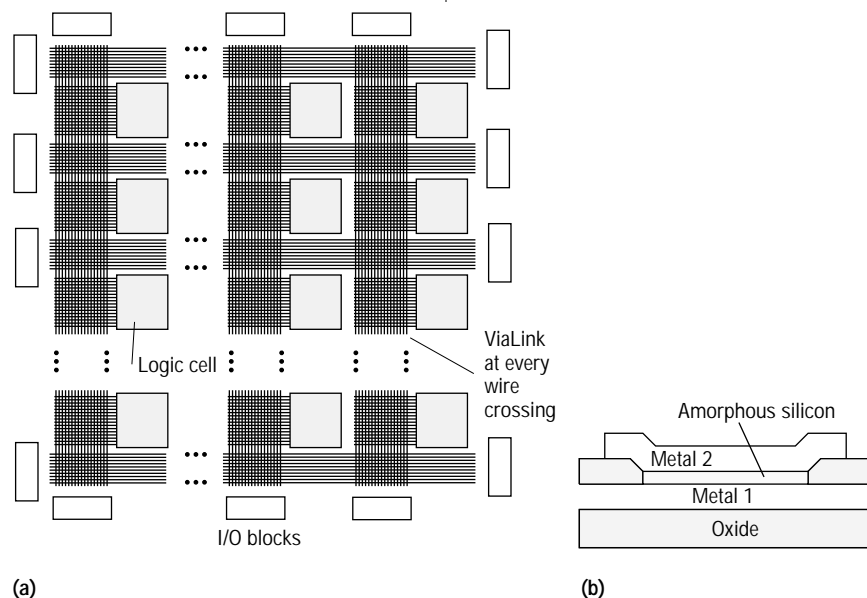 Logic cell
ViaLink
at every
wire
crossing
I/O blocks
Amorphous silicon
Metal 2
Metal 1
Oxide
(a)
(b)